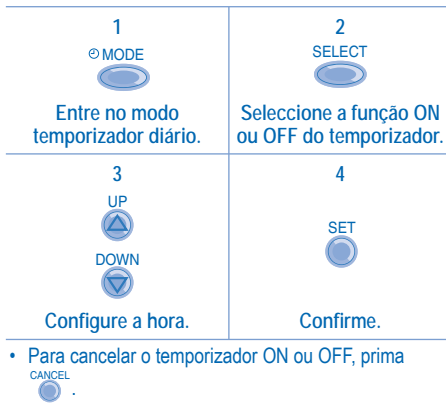 1
MODE
Entre no modo
temporizador diário.
2
SELECT
Seleccione a função ON
ou OFF do temporizador.
3
UP
DOWN
Configure a hora.
4
SET
Confirme.
• Para cancelar o temporizador ON ou OFF, prima
CANCEL
.